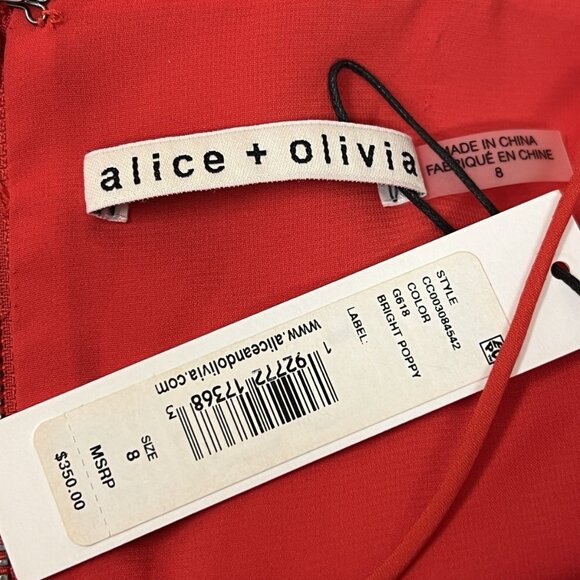 alice + olivia
MADE IN CHINA
FABRIQUÉ EN CHINE
8
STYLE
CC003084542
COLOR
G618
BRIGHT POPPY
LABEL:
www.aliceandolivia.com
1 92772 17368 3
SIZE
8
MSRP
$350.00